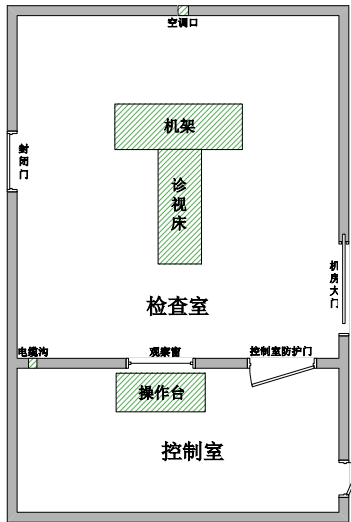 空调口
机架
封闭门
诊视床
机房大门
检查室
电缆沟
观察窗
控制室防护门
操作台
控制室